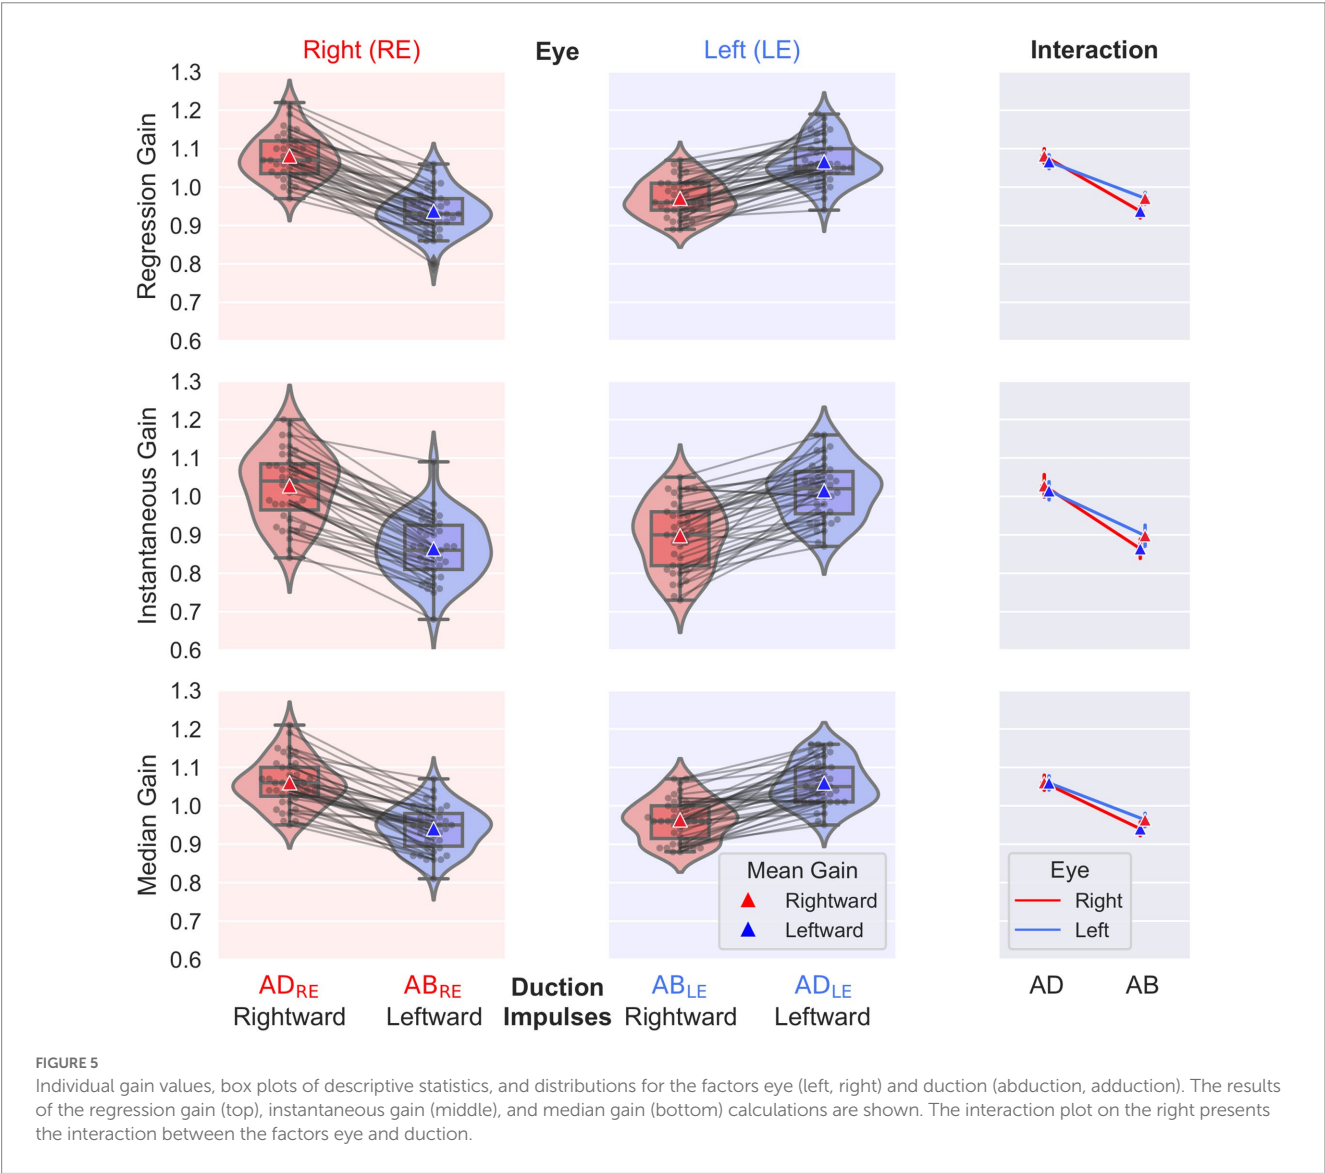 Right (RE) Eye Left (LE) Interaction
Regression Gain
1.3
1.2
1.1
1.0
0.9
0.8
0.7
0.6
Instantaneous Gain
1.3
1.2
1.1
1.0
0.9
0.8
0.7
0.6
Median Gain
1.3
1.2
1.1
1.0
0.9
0.8
0.7
0.6
Mean Gain
Rightward
Leftward
Eye
Right
Left
AD_RE AB_RE Duction AB_LE AD_LE AD AB
Rightward Leftward Impulses Rightward Leftward
FIGURE 5
Individual gain values, box plots of descriptive statistics, and distributions for the factors eye (left, right) and duction (abduction, adduction). The results
of the regression gain (top), instantaneous gain (middle), and median gain (bottom) calculations are shown. The interaction plot on the right presents
the interaction between the factors eye and duction.